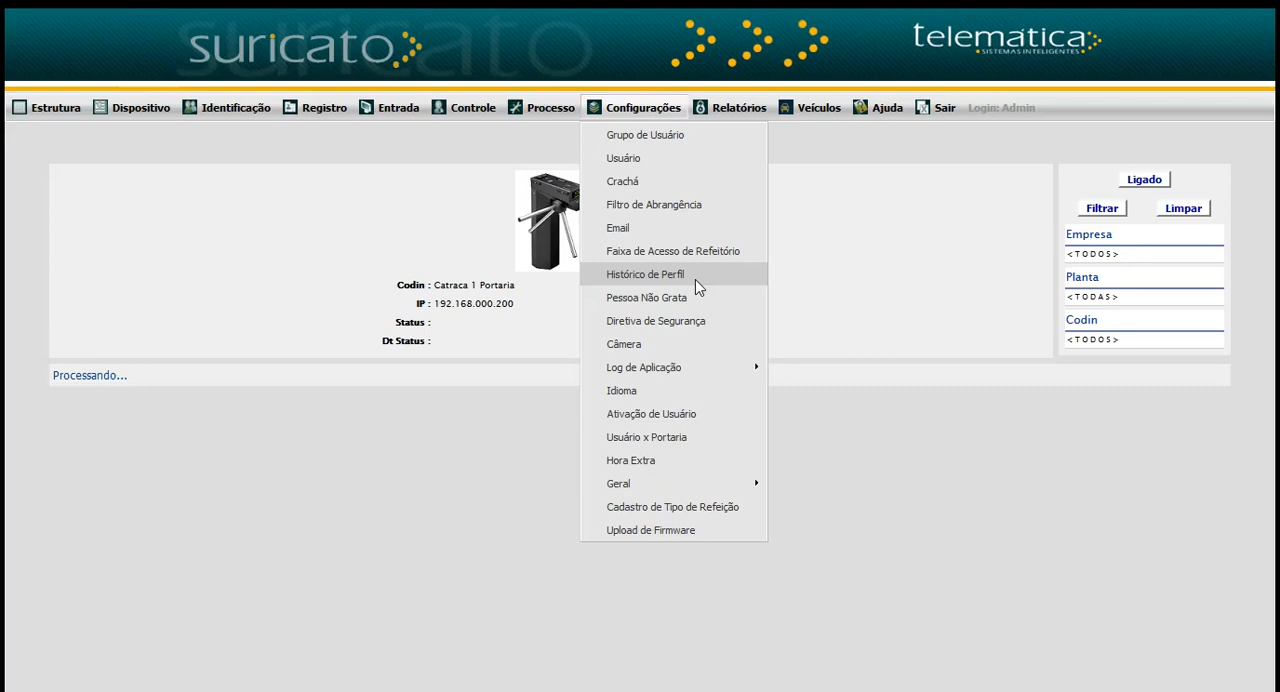 suricato
telematica
SISTEMAS INTELIGENTES
Estrutura Dispositivo Identificação Registro Entrada Controle Processo Configurações Relatórios Veículos Ajuda Sair Login: Admin
Grupo de Usuário
Usuário
Crachá
Filtro de Abrangência
Email
Faixa de Acesso de Refeitório
Histórico de Perfil
Pessoa Não Grata
Diretiva de Segurança
Câmera
Log de Aplicação
Idioma
Ativação de Usuário
Usuário x Portaria
Hora Extra
Geral
Cadastro de Tipo de Refeição
Upload de Firmware
Codin : Catraca 1 Portaria
IP : 192.168.000.200
Status :
Dt Status :
Processando...
Ligado
Filtrar Limpar
Empresa
<TODOS>
Planta
<TODAS>
Codin
<TODOS>